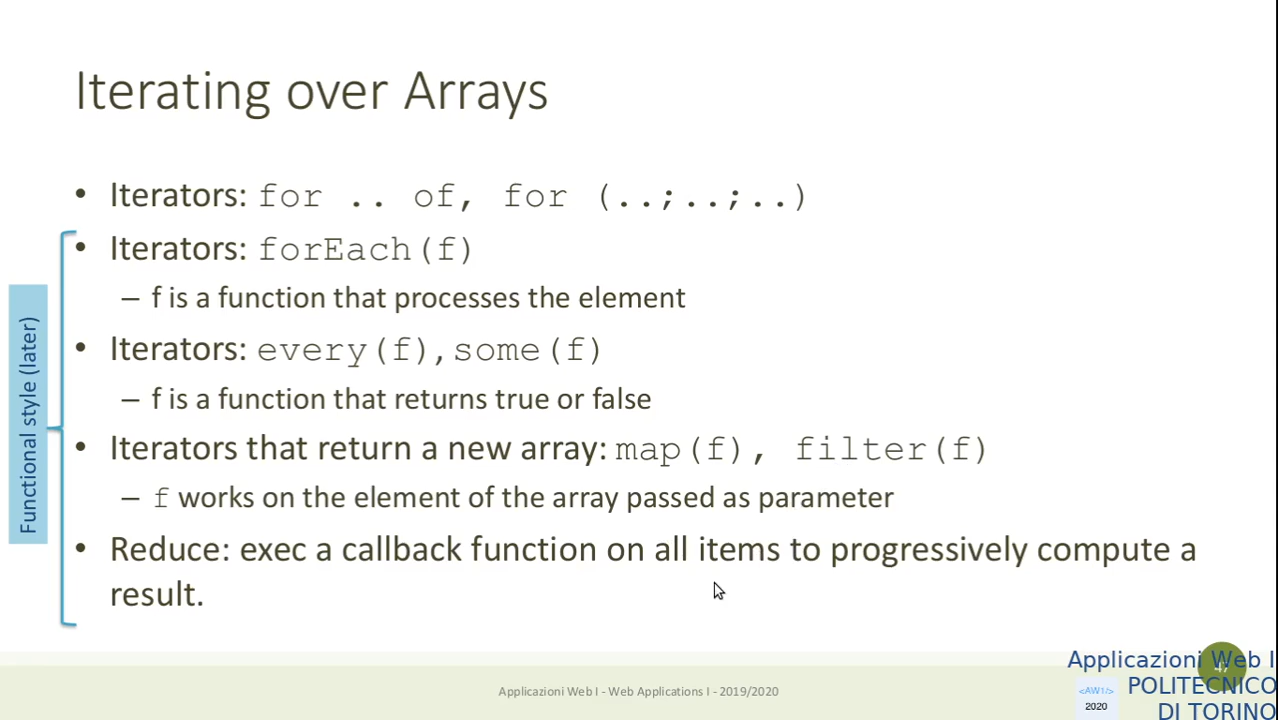 Iterating over Arrays
• Iterators: for .. of, for (..;..;..)
• Iterators: forEach(f)
– f is a function that processes the element
• Iterators: every(f),some(f)
– f is a function that returns true or false
• Iterators that return a new array: map(f), filter(f)
– f works on the element of the array passed as parameter
• Reduce: exec a callback function on all items to progressively compute a
result.
Functional style (later)
Applicazioni Web I - Web Applications I - 2019/2020
Applicazioni Web I
POLITECNICO
DI TORINO
<AW1/>
2020